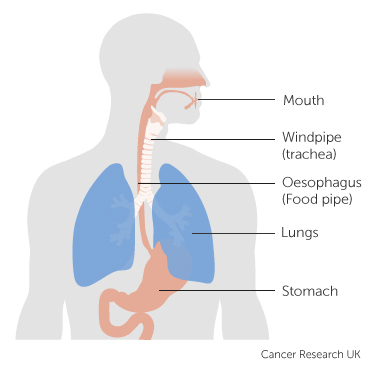 Mouth
Windpipe
(trachea)
Oesophagus
(Food pipe)
Lungs
Stomach
Cancer Research UK